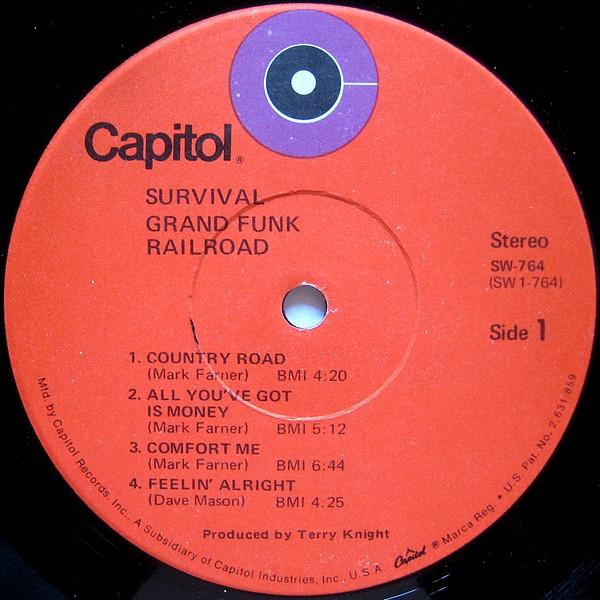 Capitol®
SURVIVAL
GRAND FUNK
RAILROAD
Stereo
SW-764
(SW 1-764)
Side 1
1. COUNTRY ROAD
(Mark Farner) BMI 4:20
2. ALL YOU'VE GOT
IS MONEY
(Mark Farner) BMI 5:12
3. COMFORT ME
(Mark Farner) BMI 6:44
4. FEELIN' ALRIGHT
(Dave Mason) BMI 4:25
Produced by Terry Knight
Mfd. by Capitol Records, Inc., A Subsidiary of Capitol Industries, Inc., U.S.A. Capitol ® Marca Reg. • U.S. Pat. No. 2,631,859